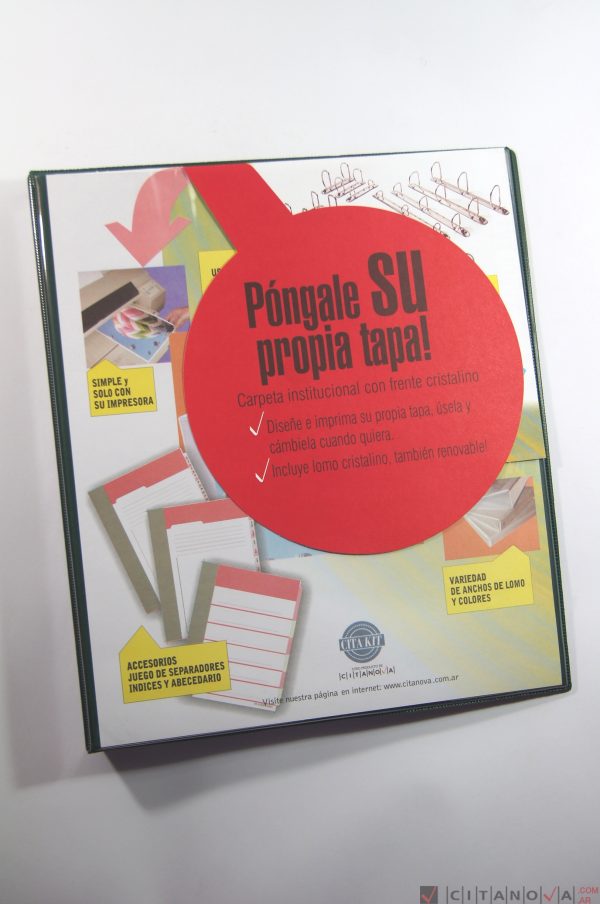 Póngale SU
propia tapa!
Carpeta institucional con frente cristalino
Diseñe e imprima su propia tapa, úsela y
cámbiela cuando quiera.
Incluye lomo cristalino, también renovable!
SIMPLE y
SOLO CON
SU IMPRESORA
VARIEDAD
DE ANCHOS DE LOMO
Y COLORES
ACCESORIOS
JUEGO DE SEPARADORES
INDICES Y ABECEDARIO
CITA KIT
CITANOVA
Visite nuestra página en internet: www.citanova.com.ar
CITANOVA .COM
.AR